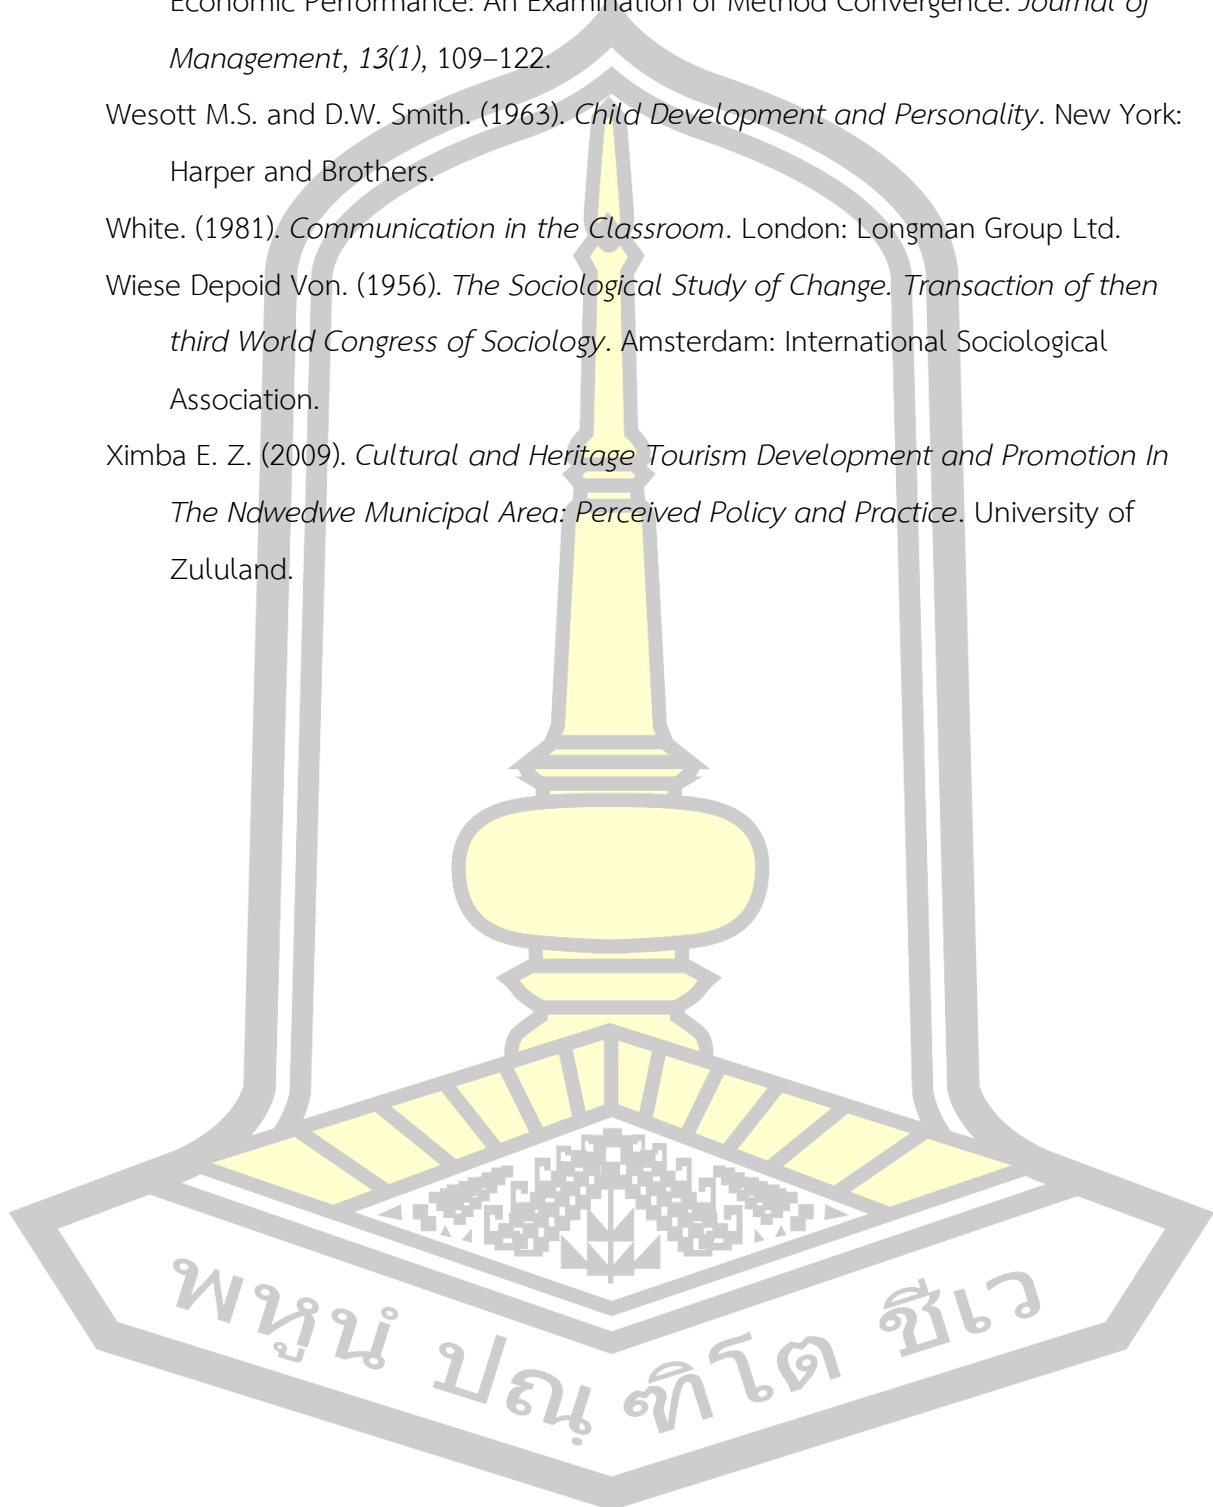 Economic Performance: An Examination of Method Convergence. Journal of
Management, 13(1), 109–122.
Wesott M.S. and D.W. Smith. (1963). Child Development and Personality. New York:
Harper and Brothers.
White. (1981). Communication in the Classroom. London: Longman Group Ltd.
Wiese Depoid Von. (1956). The Sociological Study of Change. Transaction of then
third World Congress of Sociology. Amsterdam: International Sociological
Association.
Ximba E. Z. (2009). Cultural and Heritage Tourism Development and Promotion In
The Ndwedwe Municipal Area: Perceived Policy and Practice. University of
Zululand.
พหูนํ ปณฺฑิโต ชีเว